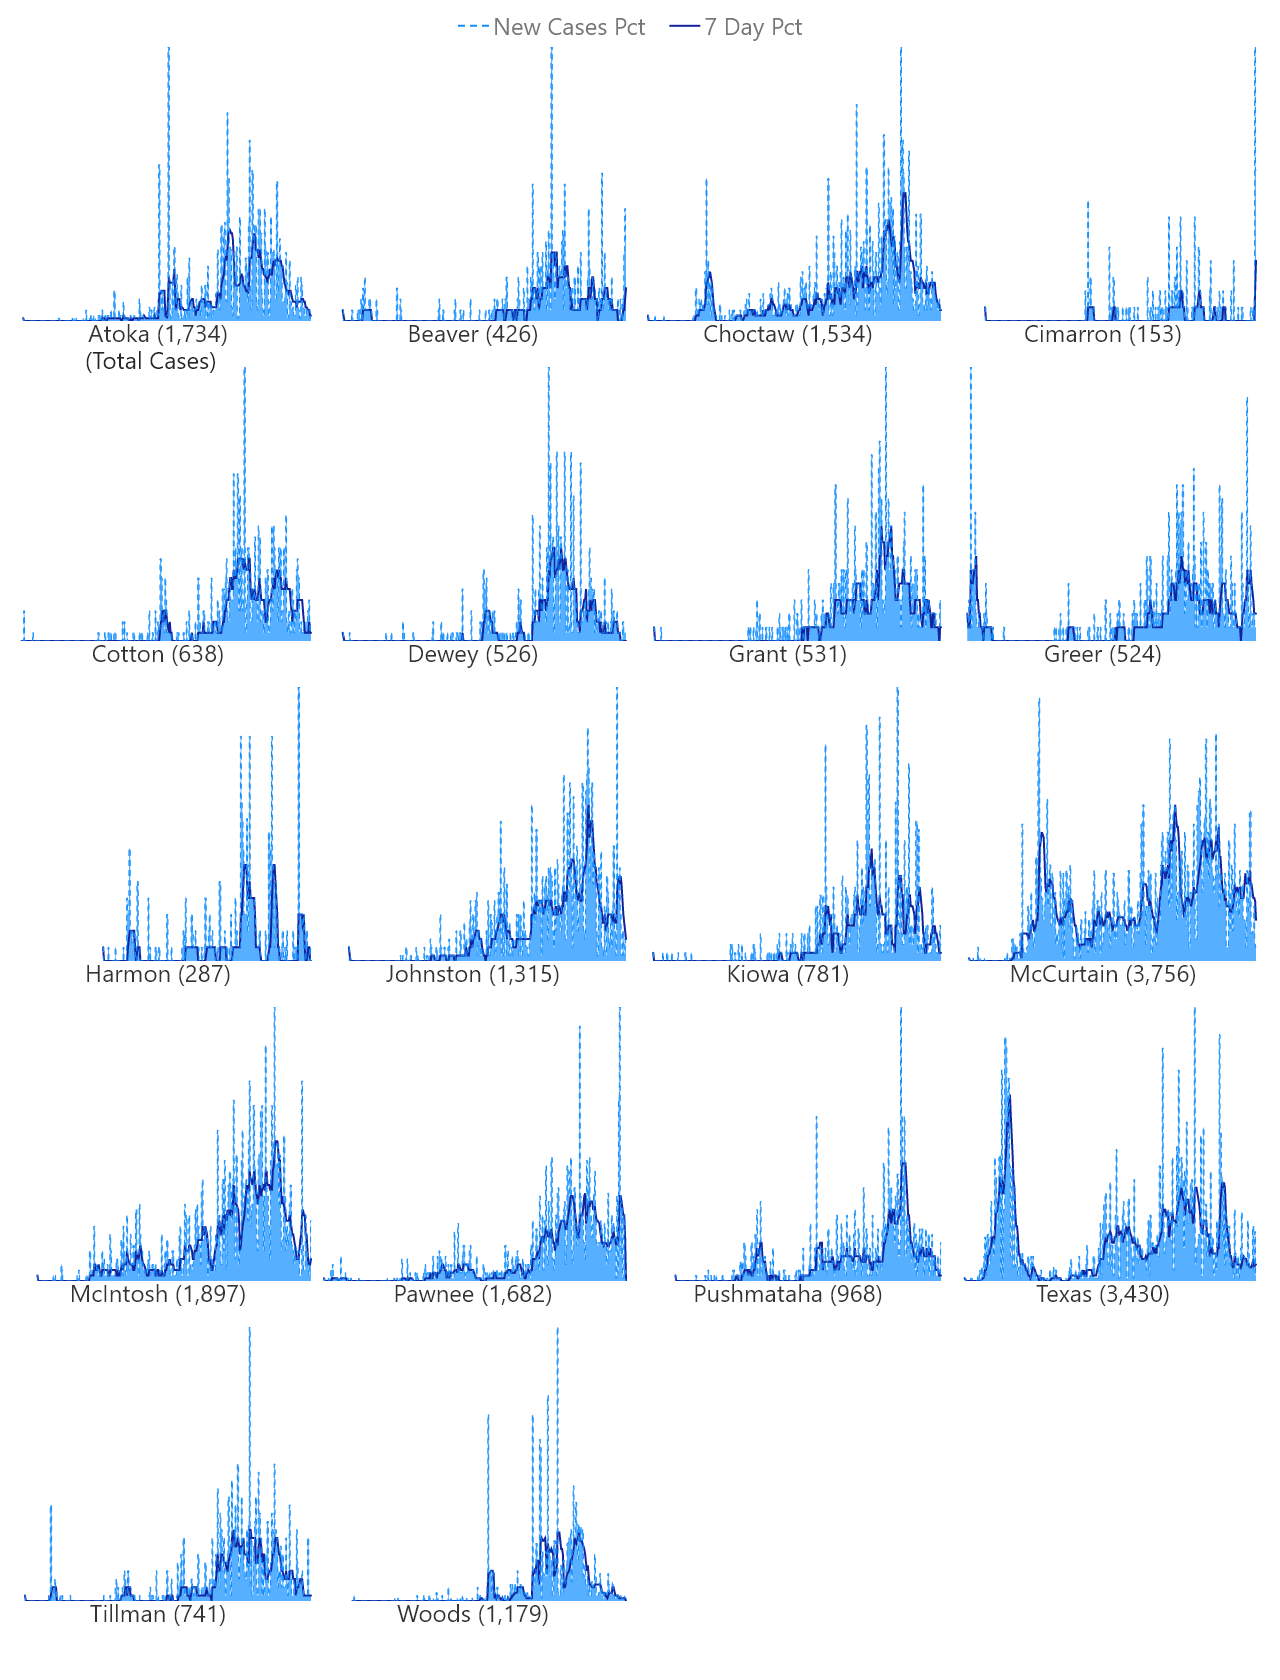 New Cases Pct 7 Day Pct
Atoka (1,734) Beaver (426) Choctaw (1,534) Cimarron (153)
(Total Cases)
Cotton (638) Dewey (526) Grant (531) Greer (524)
Harmon (287) Johnston (1,315) Kiowa (781) McCurtain (3,756)
McIntosh (1,897) Pawnee (1,682) Pushmataha (968) Texas (3,430)
Tillman (741) Woods (1,179)